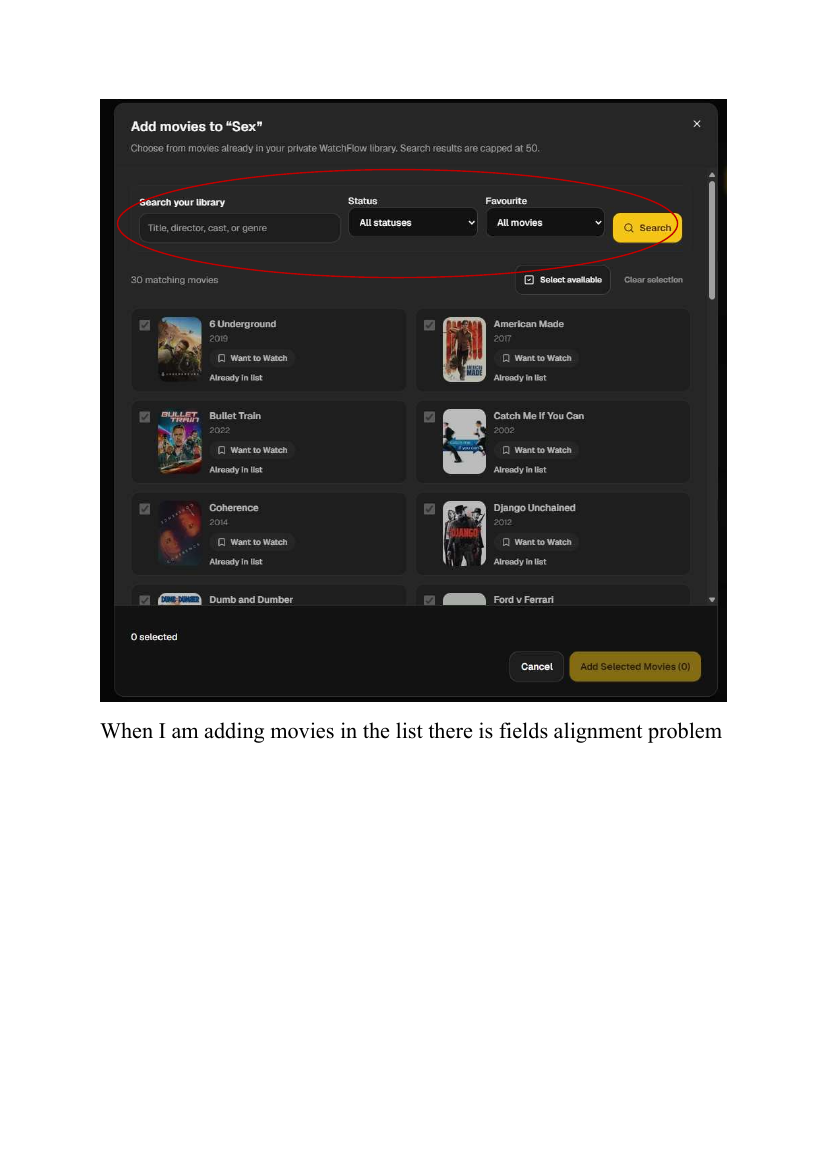 Add movies to “Sex”
Choose from movies already in your private WatchFlow library. Search results are capped at 50.
Search your library
Status
Favourite
Title, director, cast, or genre
All statuses
All movies
Search
30 matching movies
Select available
Clear selection
6 Underground
2019
Want to Watch
Already in list
American Made
2017
Want to Watch
Already in list
BULLET TRAIN
Bullet Train
2022
Want to Watch
Already in list
Catch Me If You Can
2002
Want to Watch
Already in list
Coherence
2014
Want to Watch
Already in list
DJANGO
Django Unchained
2012
Want to Watch
Already in list
Dumb and Dumber
Ford v Ferrari
0 selected
Cancel
Add Selected Movies (0)
When I am adding movies in the list there is fields alignment problem